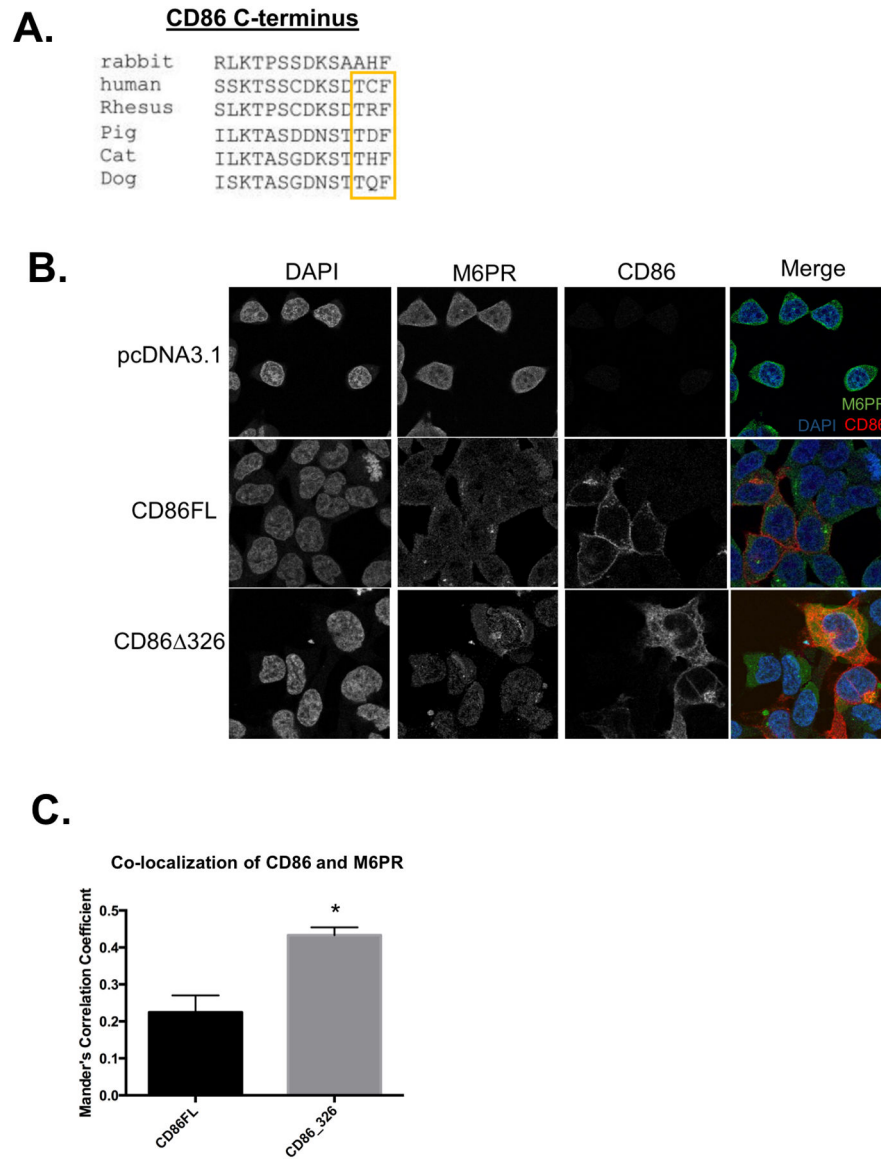 A.
CD86 C-terminus
rabbit RLKTPSSDKSAAHF
human SSKTSSCDKSDTCF
Rhesus SLKTPSCDKSDTRF
Pig ILKTASDDNSTTDF
Cat ILKTASGDKSTTHF
Dog ISKTASGDNSTTQF
B.
DAPI M6PR CD86 Merge
pcDNA3.1
M6PR
DAPI CD86
CD86FL
CD86Δ326
C.
Co-localization of CD86 and M6PR
Mander's Correlation Coefficient
0.5
*
0.4
0.3
0.2
0.1
0.0
CD86FL
CD86_326